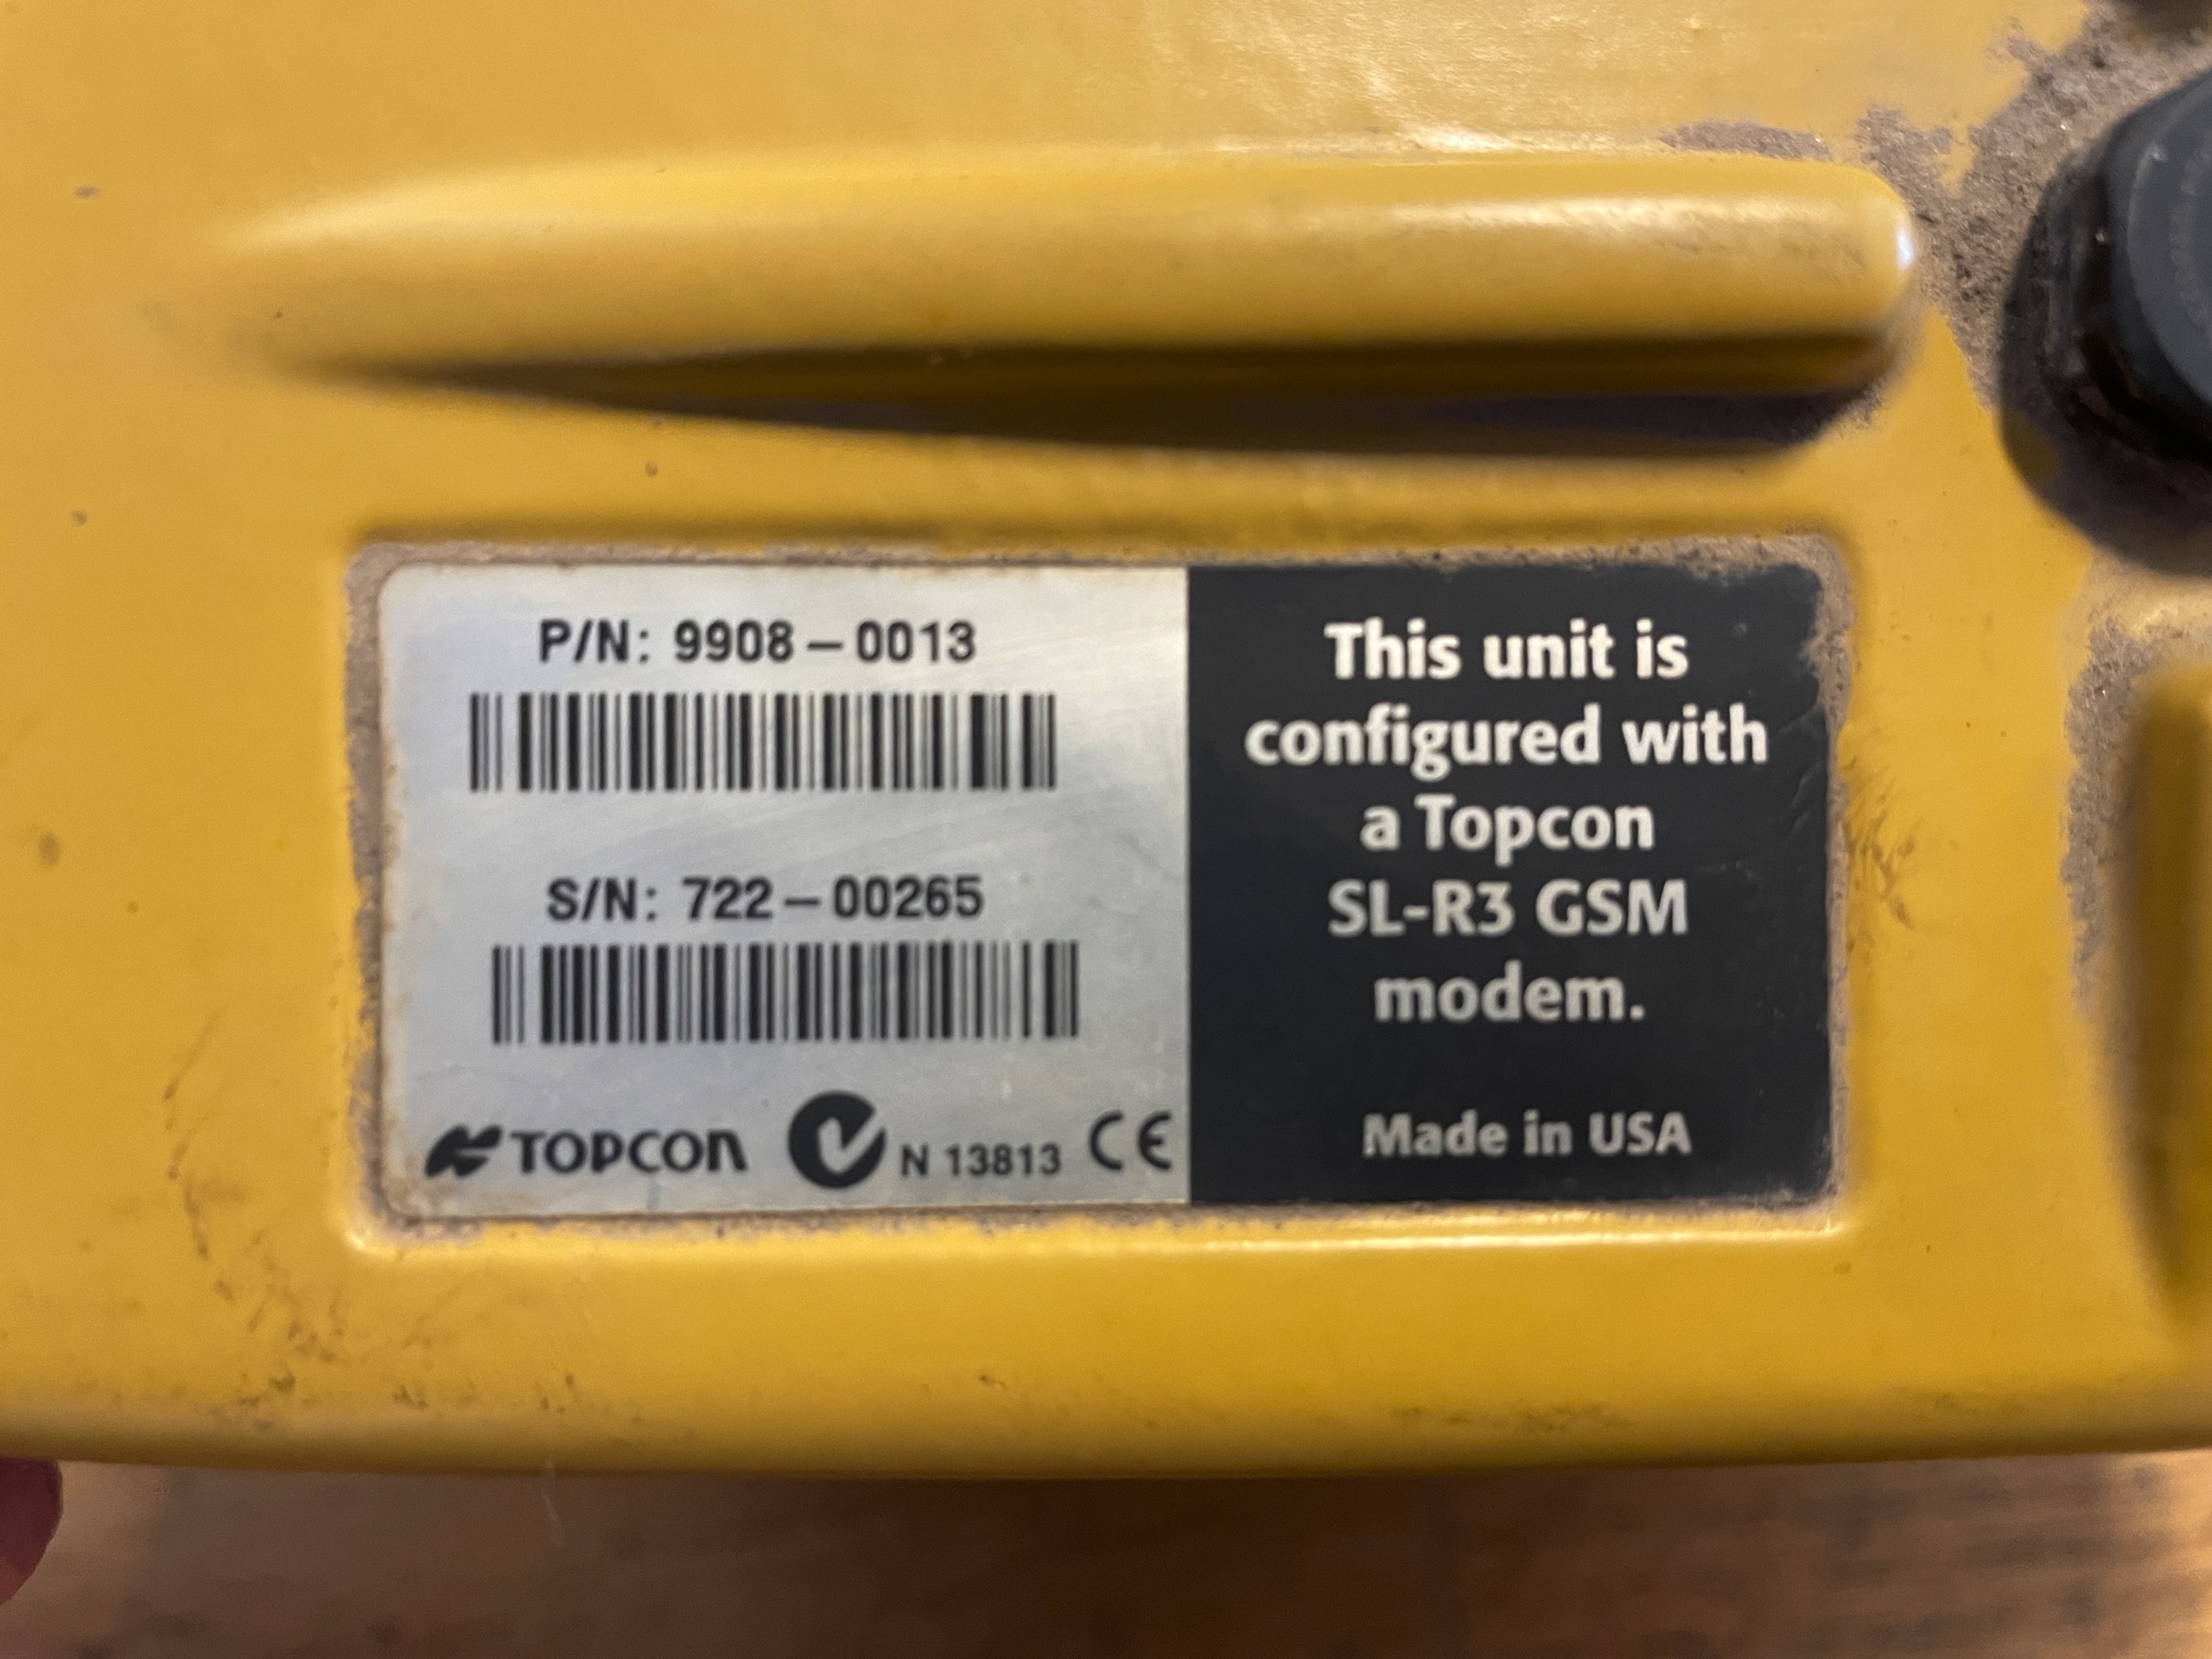 P/N: 9908-0013
S/N: 722-00265
TOPCON N 13813 CE
This unit is
configured with
a Topcon
SL-R3 GSM
modem.
Made in USA